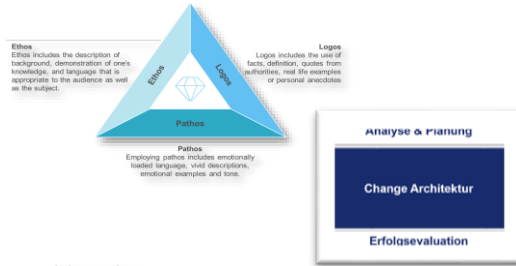 Ethos
Ethos includes the description of
background, demonstration of one's
knowledge, and language that is
appropriate to the audience as well
as the subject.
Logos
Logos includes the use of
facts, definition, quotes from
authorities, real life examples
or personal anecdotes
Ethos
Logos
Pathos
Pathos
Employing pathos includes emotionally
loaded language, vivid descriptions,
emotional examples and tone.
Analyse & Planung
Change Architektur
Erfolgsevaluation